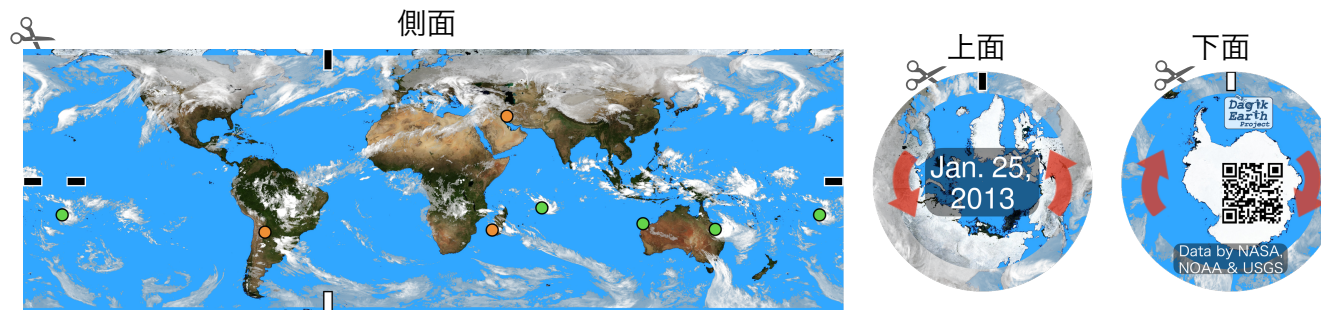 側面
上面
下面
Jan. 25,
2013
Dagik
Earth
Project
Data by NASA,
NOAA & USGS